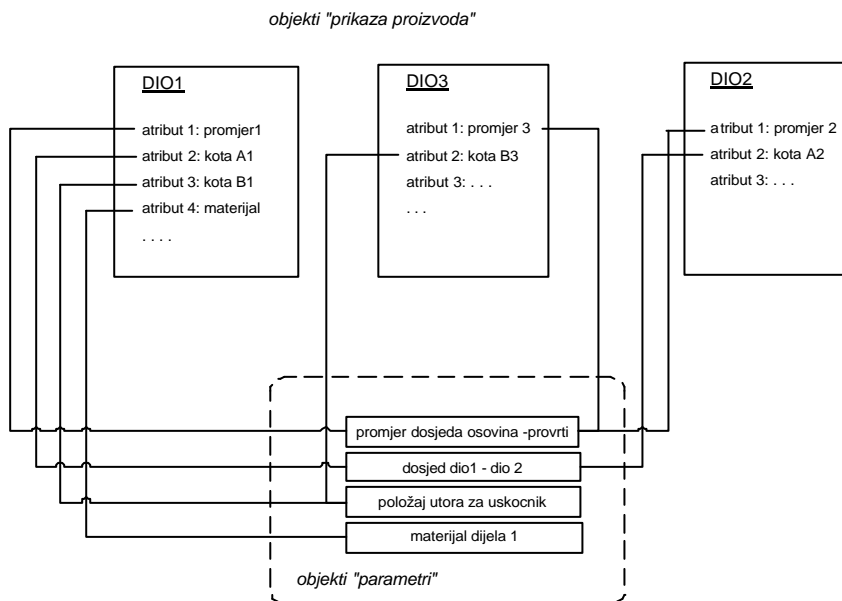 objekti "prikaza proizvoda"
DIO1
atribut 1: promjer1
atribut 2: kota A1
atribut 3: kota B1
atribut 4: materijal
. . . .
DIO3
atribut 1: promjer 3
atribut 2: kota B3
atribut 3: . . .
. . .
DIO2
atribut 1: promjer 2
atribut 2: kota A2
atribut 3: . . .
promjer dosjeda osovina -provrti
dosjed dio1 - dio 2
položaj utora za uskocnik
materijal dijela 1
objekti "parametri"